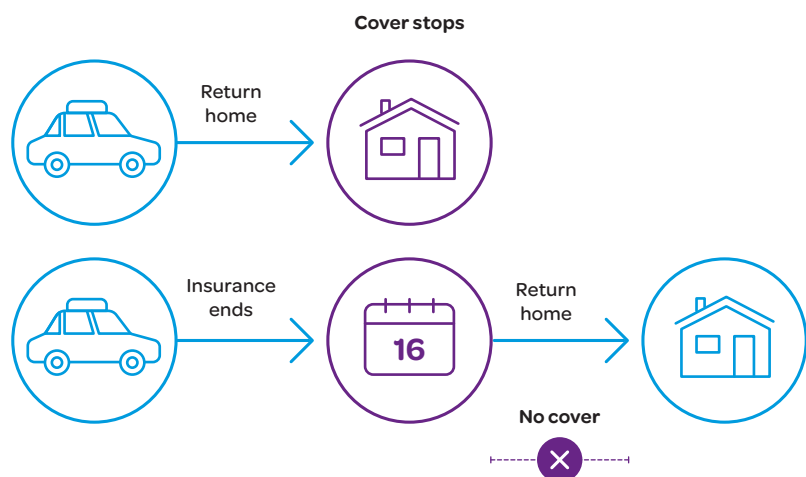 Cover stops
Return
home
Insurance
ends
16
Return
home
No cover